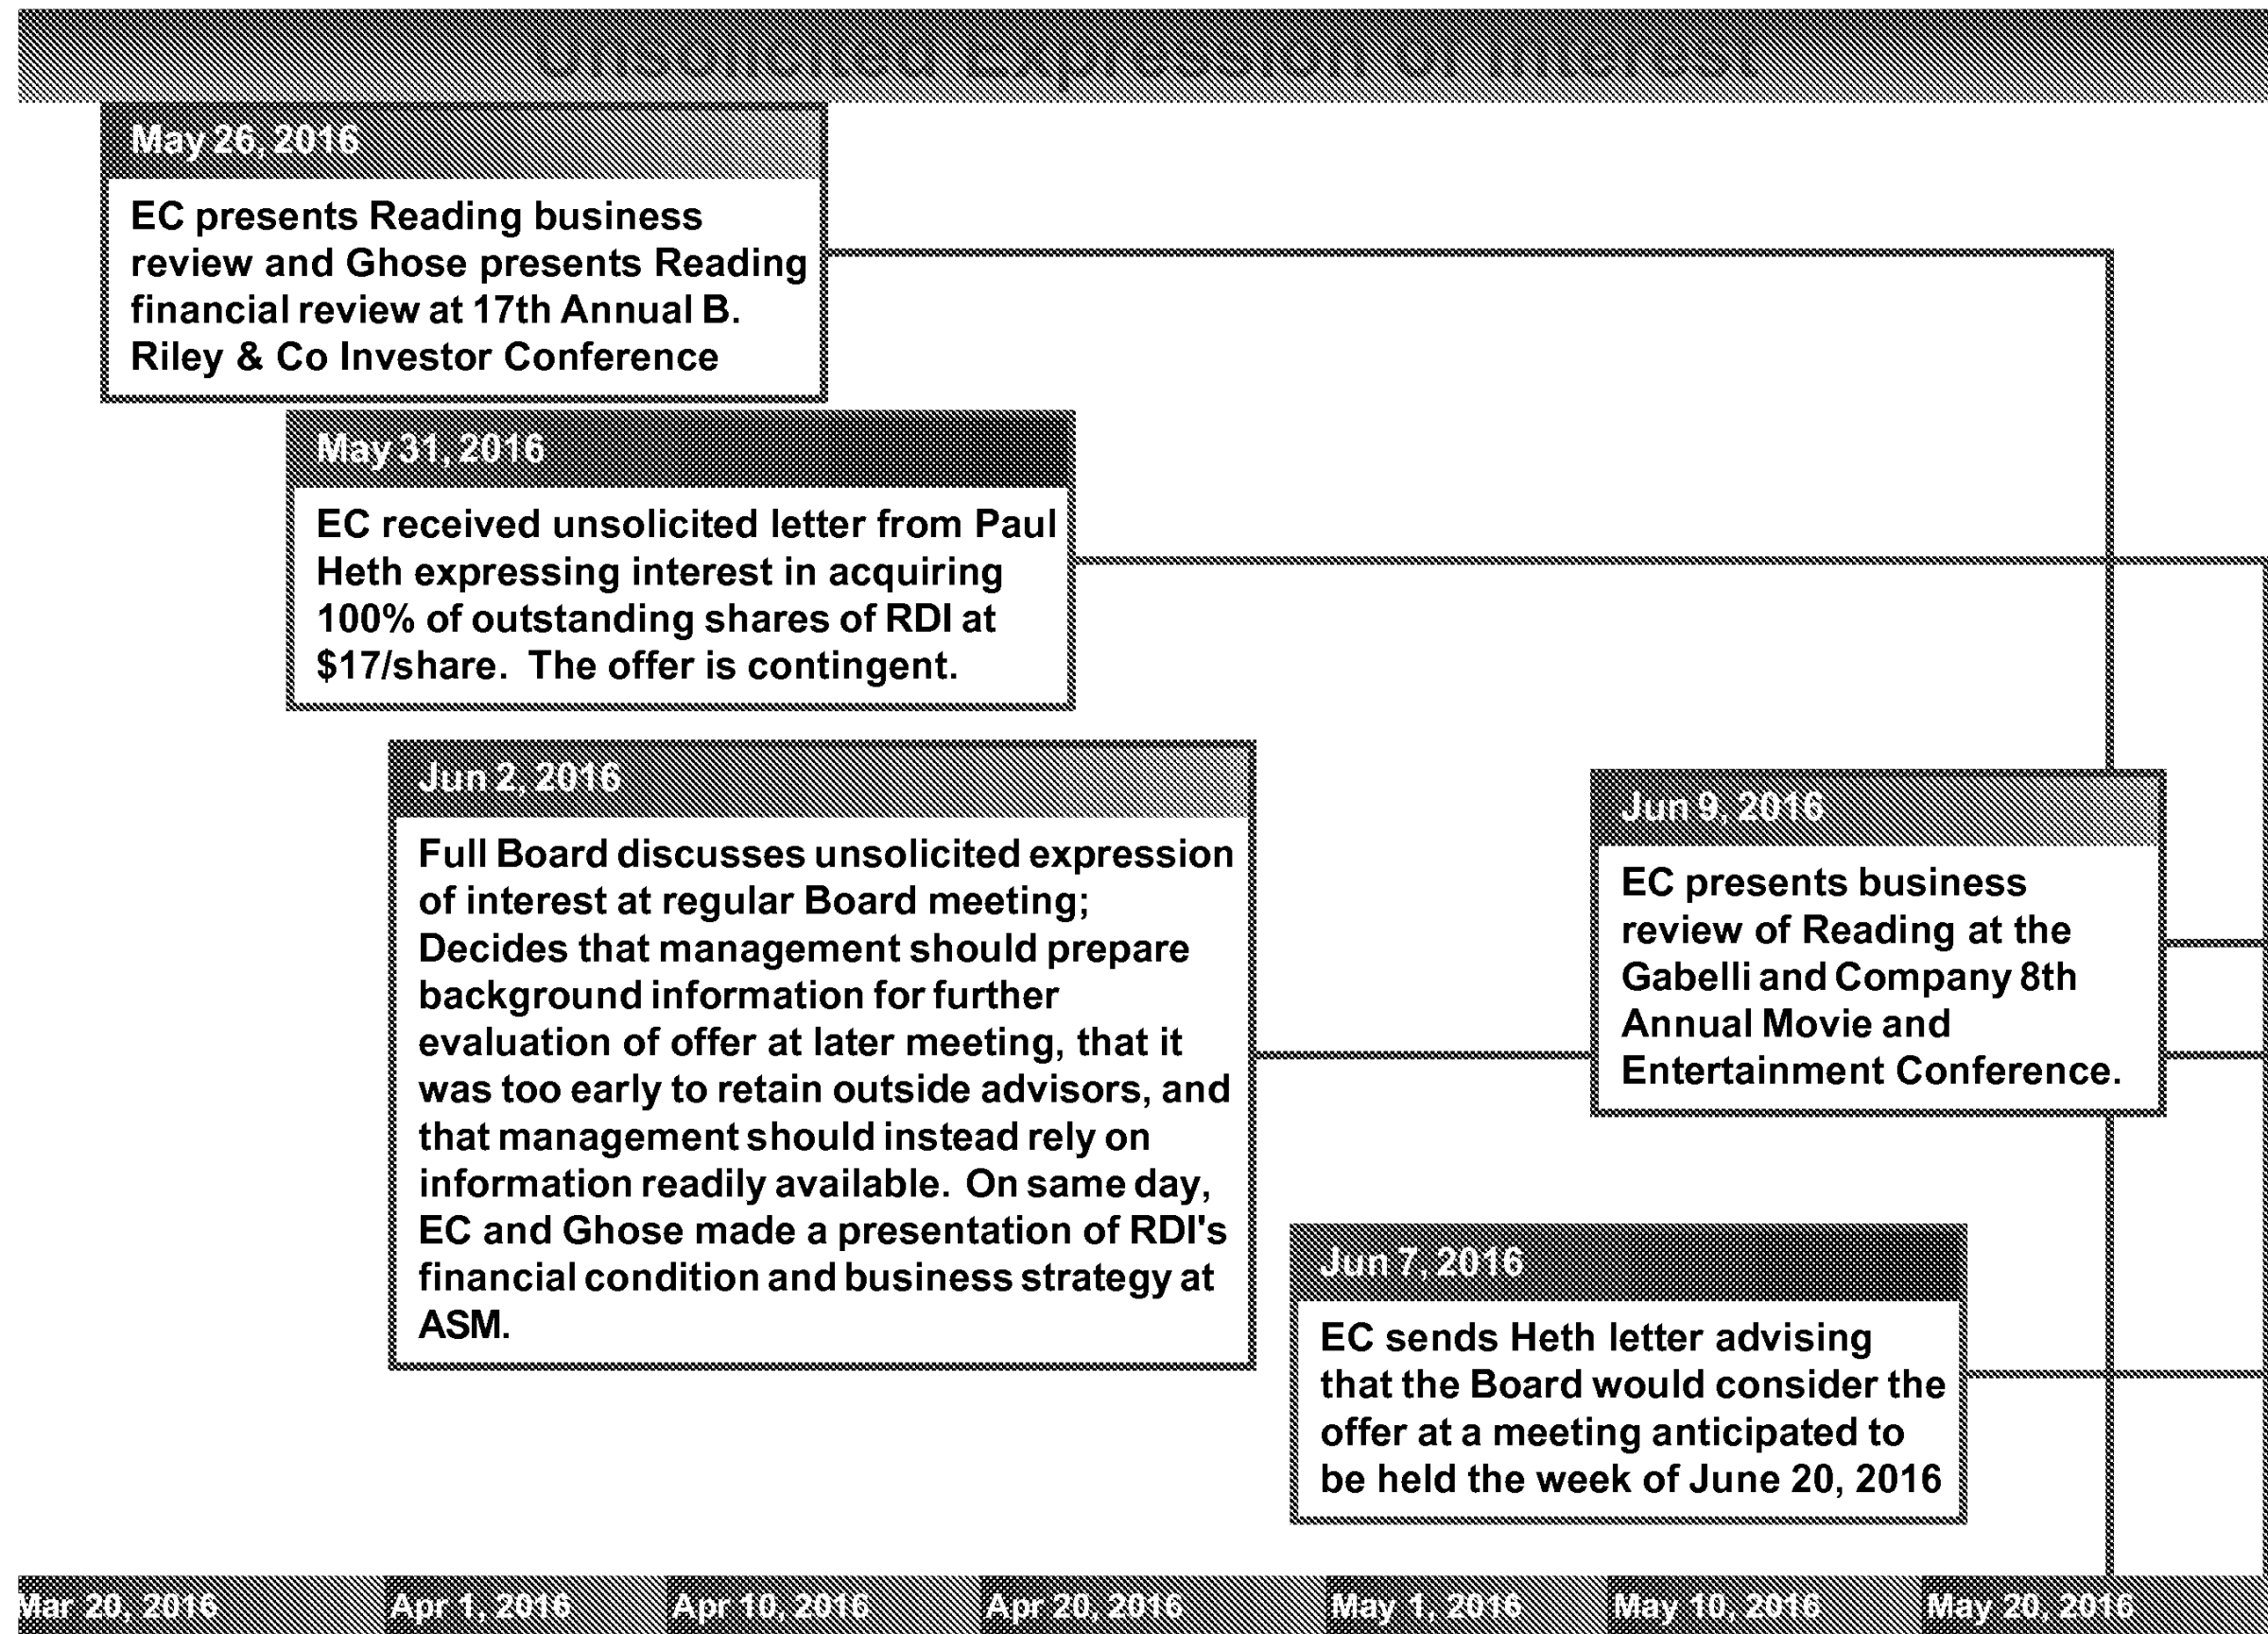 Unsolicited Expression of Interest
May 26, 2016
EC presents Reading business
review and Ghose presents Reading
financial review at 17th Annual B.
Riley & Co Investor Conference
May 31, 2016
EC received unsolicited letter from Paul
Heth expressing interest in acquiring
100% of outstanding shares of RDI at
$17/share. The offer is contingent.
Jun 2, 2016
Full Board discusses unsolicited expression
of interest at regular Board meeting;
Decides that management should prepare
background information for further
evaluation of offer at later meeting, that it
was too early to retain outside advisors, and
that management should instead rely on
information readily available. On same day,
EC and Ghose made a presentation of RDI's
financial condition and business strategy at
ASM.
Jun 9, 2016
EC presents business
review of Reading at the
Gabelli and Company 8th
Annual Movie and
Entertainment Conference.
Jun 7, 2016
EC sends Heth letter advising
that the Board would consider the
offer at a meeting anticipated to
be held the week of June 20, 2016
Mar 20, 2016 Apr 1, 2016 Apr 10, 2016 Apr 20, 2016 May 1, 2016 May 10, 2016 May 20, 2016